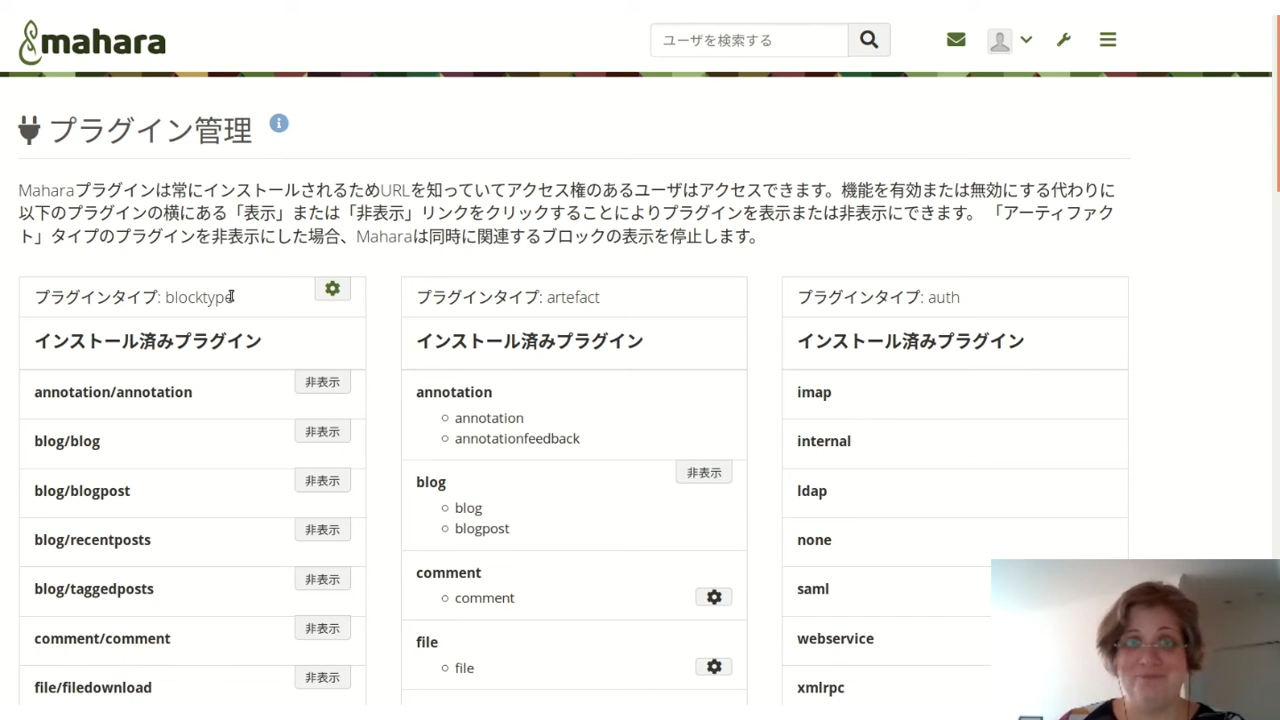 mahara
ユーザを検索する
プラグイン管理
Maharaプラグインは常にインストールされるためURLを知っていてアクセス権のあるユーザはアクセスできます。機能を有効または無効にする代わりに
以下のプラグインの横にある「表示」または「非表示」リンクをクリックすることによりプラグインを表示または非表示にできます。 「アーティファク
ト」タイプのプラグインを非表示にした場合、Maharaは同時に関連するブロックの表示を停止します。
プラグインタイプ: blocktype
インストール済みプラグイン
annotation/annotation 非表示
blog/blog 非表示
blog/blogpost 非表示
blog/recentposts 非表示
blog/taggedposts 非表示
comment/comment 非表示
file/filedownload 非表示
プラグインタイプ: artefact
インストール済みプラグイン
annotation
annotation
annotationfeedback
blog 非表示
blog
blogpost
comment
comment
file
file
プラグインタイプ: auth
インストール済みプラグイン
imap
internal
ldap
none
saml
webservice
xmlrpc